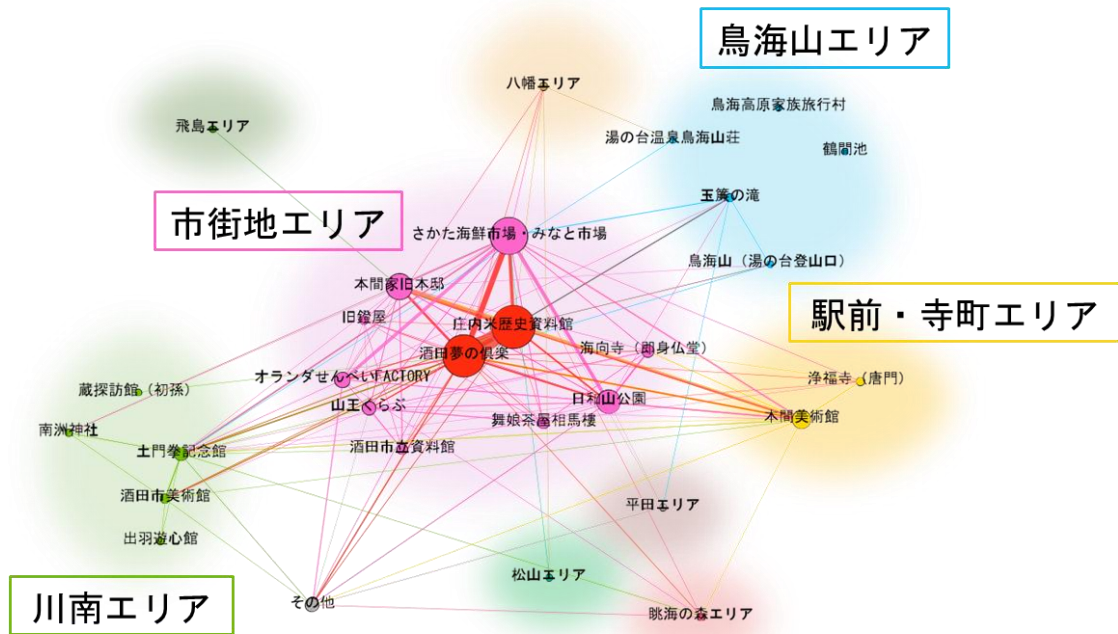 鳥海山エリア
八幡エリア
鳥海高原家族旅行村
飛島エリア
湯の台温泉鳥海山荘
鶴間池
玉簾の滝
市街地エリア
さかた海鮮市場・みなと市場
鳥海山（湯の台登山口）
本間家旧本邸
駅前・寺町エリア
旧鐙屋
庄内米歴史資料館
酒田夢の倶楽
海向寺（即身仏堂）
オランダせんべいFACTORY
浄福寺（唐門）
蔵探訪館（初孫）
日和山公園
山王くらぶ
本間美術館
舞娘茶屋相馬樓
南洲神社
土門拳記念館
酒田市立資料館
酒田市美術館
平田エリア
出羽遊心館
松山エリア
川南エリア
その他
眺海の森エリア